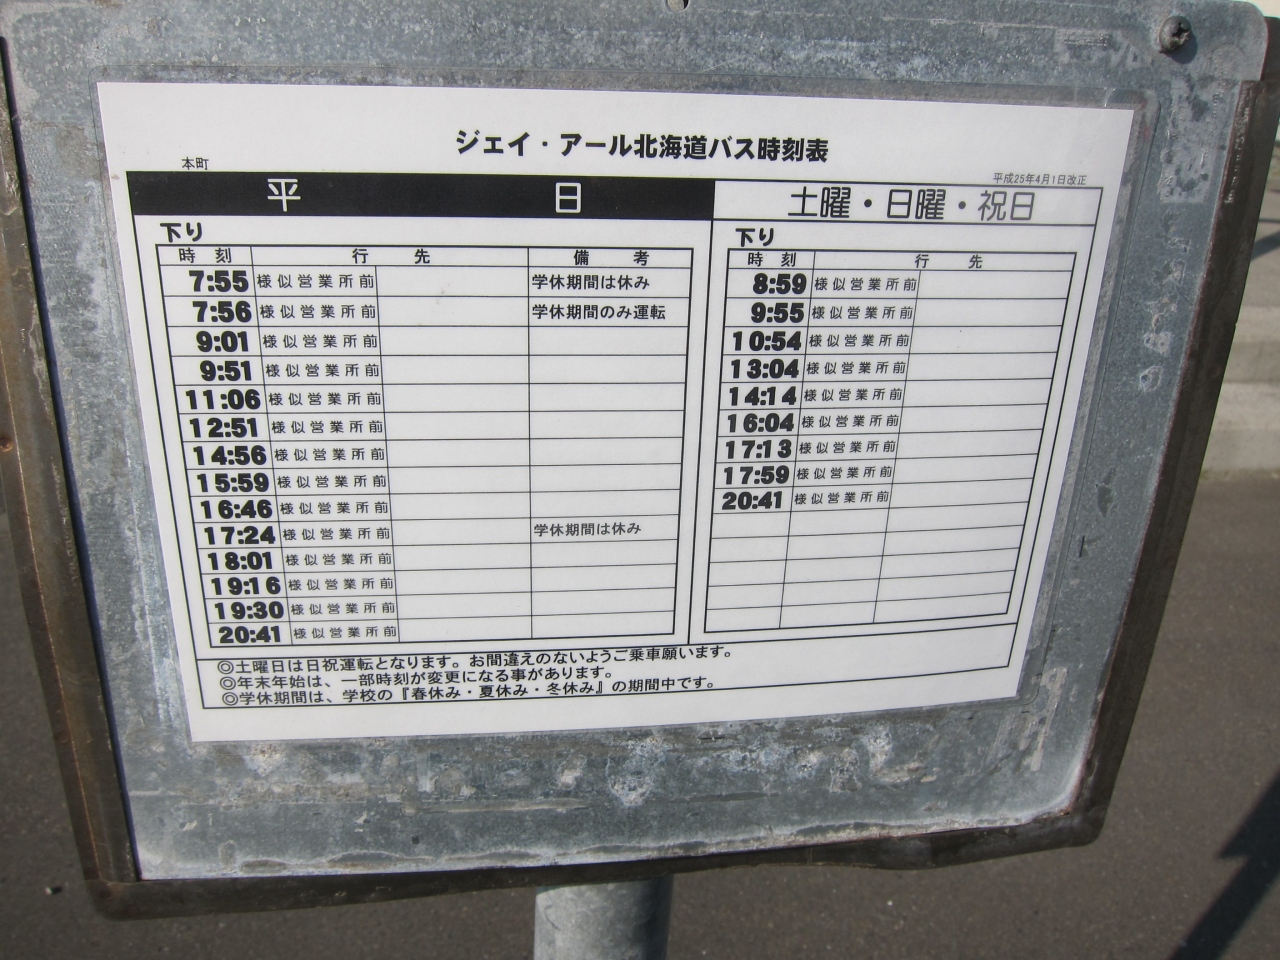 ジェイ・アール北海道バス時刻表
本町
平成25年4月1日改正
平 日
下り
時 刻 行 先 備 考
7:55 様似営業所前 学休期間は休み
7:56 様似営業所前 学休期間のみ運転
9:01 様似営業所前
9:51 様似営業所前
11:06 様似営業所前
12:51 様似営業所前
14:56 様似営業所前
15:59 様似営業所前
16:46 様似営業所前
17:24 様似営業所前 学休期間は休み
18:01 様似営業所前
19:16 様似営業所前
19:30 様似営業所前
20:41 様似営業所前
土曜・日曜・祝日
下り
時 刻 行 先
8:59 様似営業所前
9:55 様似営業所前
10:54 様似営業所前
13:04 様似営業所前
14:14 様似営業所前
16:04 様似営業所前
17:13 様似営業所前
17:59 様似営業所前
20:41 様似営業所前
◎土曜日は日祝運転となります。お間違えのないようご乗車願います。
◎年末年始は、一部時刻が変更になる事があります。
◎学休期間は、学校の『春休み・夏休み・冬休み』の期間中です。